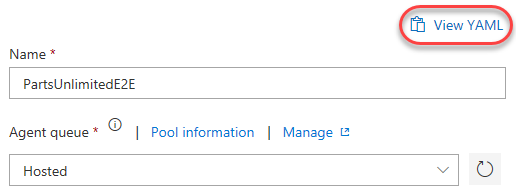 View YAML
Name *
PartsUnlimitedE2E
Agent queue * | Pool information | Manage
Hosted